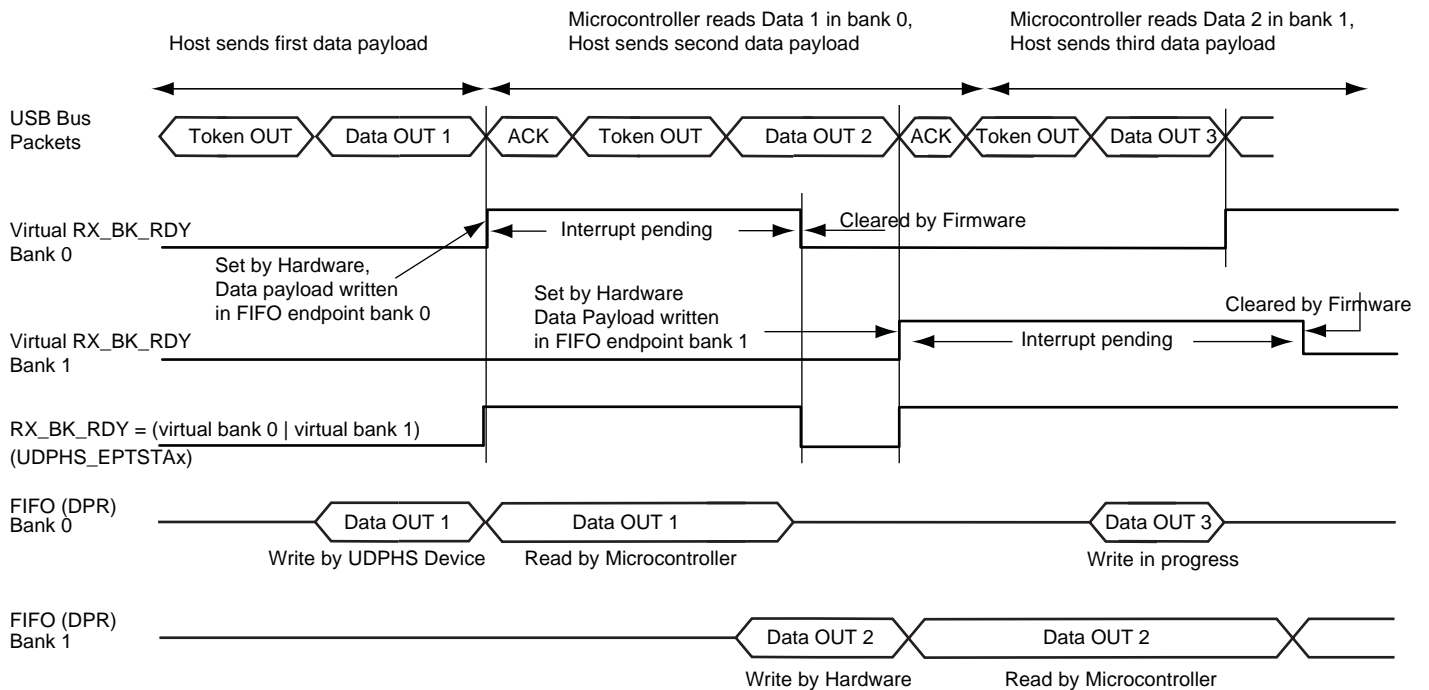 Host sends first data payload
Microcontroller reads Data 1 in bank 0,
Host sends second data payload
Microcontroller reads Data 2 in bank 1,
Host sends third data payload
USB Bus
Packets
Token OUT
Data OUT 1
ACK
Token OUT
Data OUT 2
ACK
Token OUT
Data OUT 3
Virtual RX_BK_RDY
Bank 0
Interrupt pending
Cleared by Firmware
Set by Hardware,
Data payload written
in FIFO endpoint bank 0
Set by Hardware
Data Payload written
in FIFO endpoint bank 1
Cleared by Firmware
Virtual RX_BK_RDY
Bank 1
Interrupt pending
RX_BK_RDY = (virtual bank 0 | virtual bank 1)
(UDPHS_EPTSTAx)
FIFO (DPR)
Bank 0
Data OUT 1
Data OUT 1
Data OUT 3
Write by UDPHS Device
Read by Microcontroller
Write in progress
FIFO (DPR)
Bank 1
Data OUT 2
Data OUT 2
Write by Hardware
Read by Microcontroller